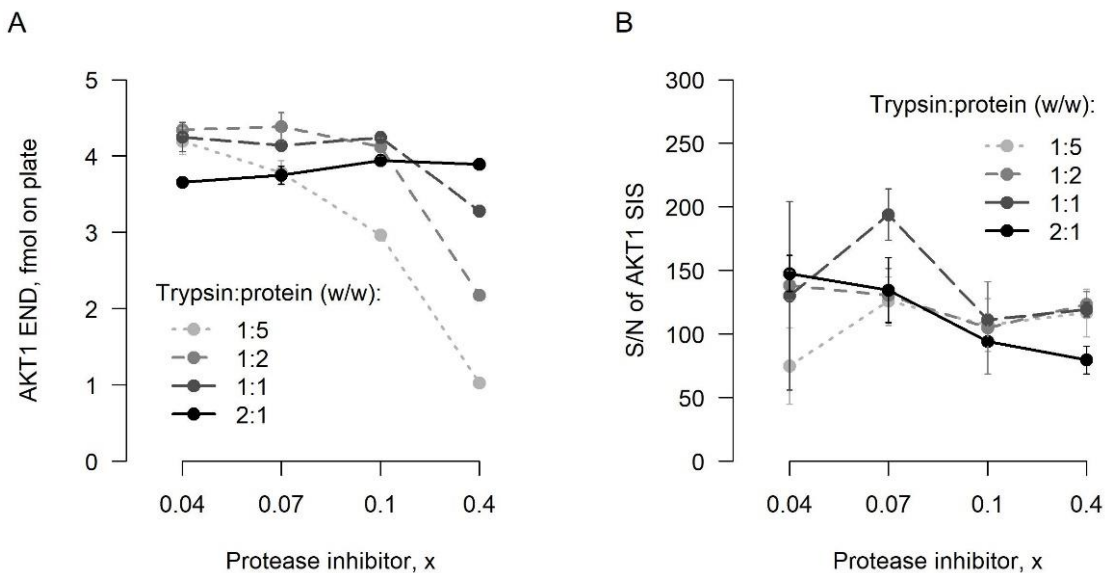 A
AKT1 END, fmol on plate
5
4
3
2
1
0
Trypsin:protein (w/w):
1:5
1:2
1:1
2:1
0.04 0.07 0.1 0.4
Protease inhibitor, x
B
S/N of AKT1 SIS
300
250
200
150
100
50
0
Trypsin:protein (w/w):
1:5
1:2
1:1
2:1
0.04 0.07 0.1 0.4
Protease inhibitor, x